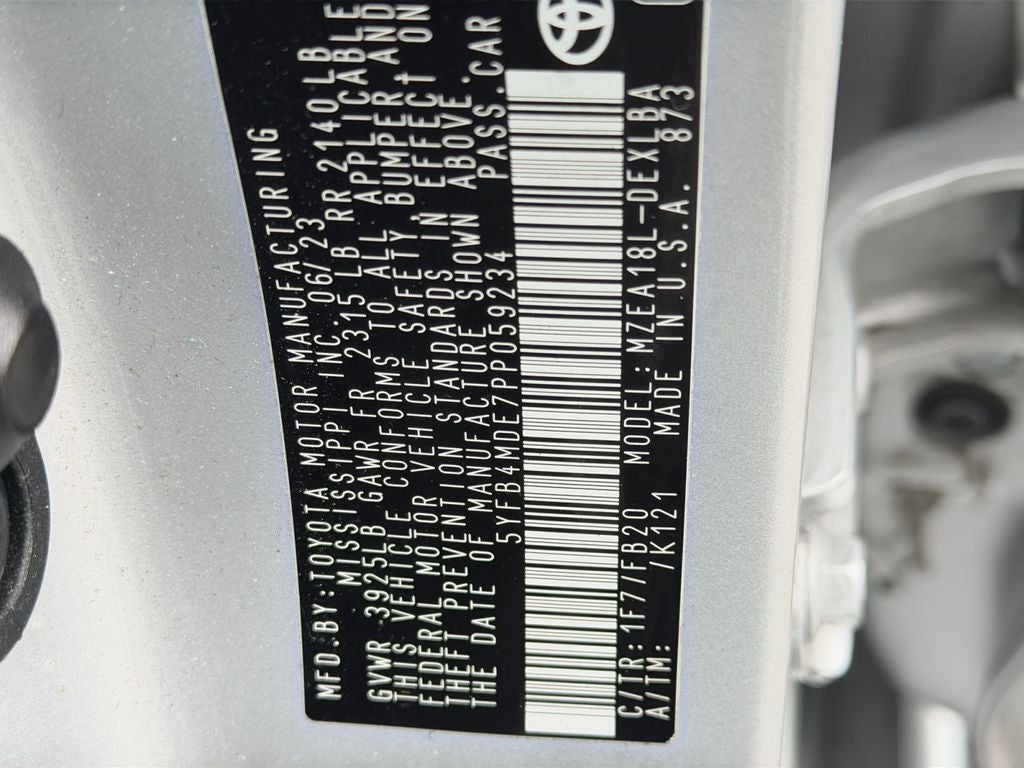 MFD.BY:TOYOTA MOTOR MANUFACTURING
MISSISSIPPI INC. 06/23
GVWR 3925LB GAWR FR 2315LB RR 2140LB
THIS VEHICLE CONFORMS TO ALL APPLICABLE
FEDERAL MOTOR VEHICLE SAFETY, BUMPER AND
THEFT PREVENTION STANDARDS IN EFFECT ON
THE DATE OF MANUFACTURE SHOWN ABOVE.
5YFB4MDE7PP059234 PASS.CAR
C/TR:1F7/FB20 MODEL:MZEA18L-DEXLBA
A/TM: /K121 MADE IN U.S.A. 873